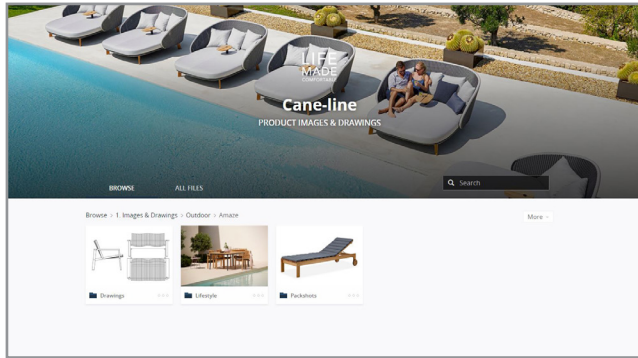 LIFE
MADE
COMFORTABLE
Cane-line
PRODUCT IMAGES & DRAWINGS
BROWSE ALL FILES Search
Browse > 1. Images & Drawings > Outdoor > Amaze More
Drawings Lifestyle Packshots